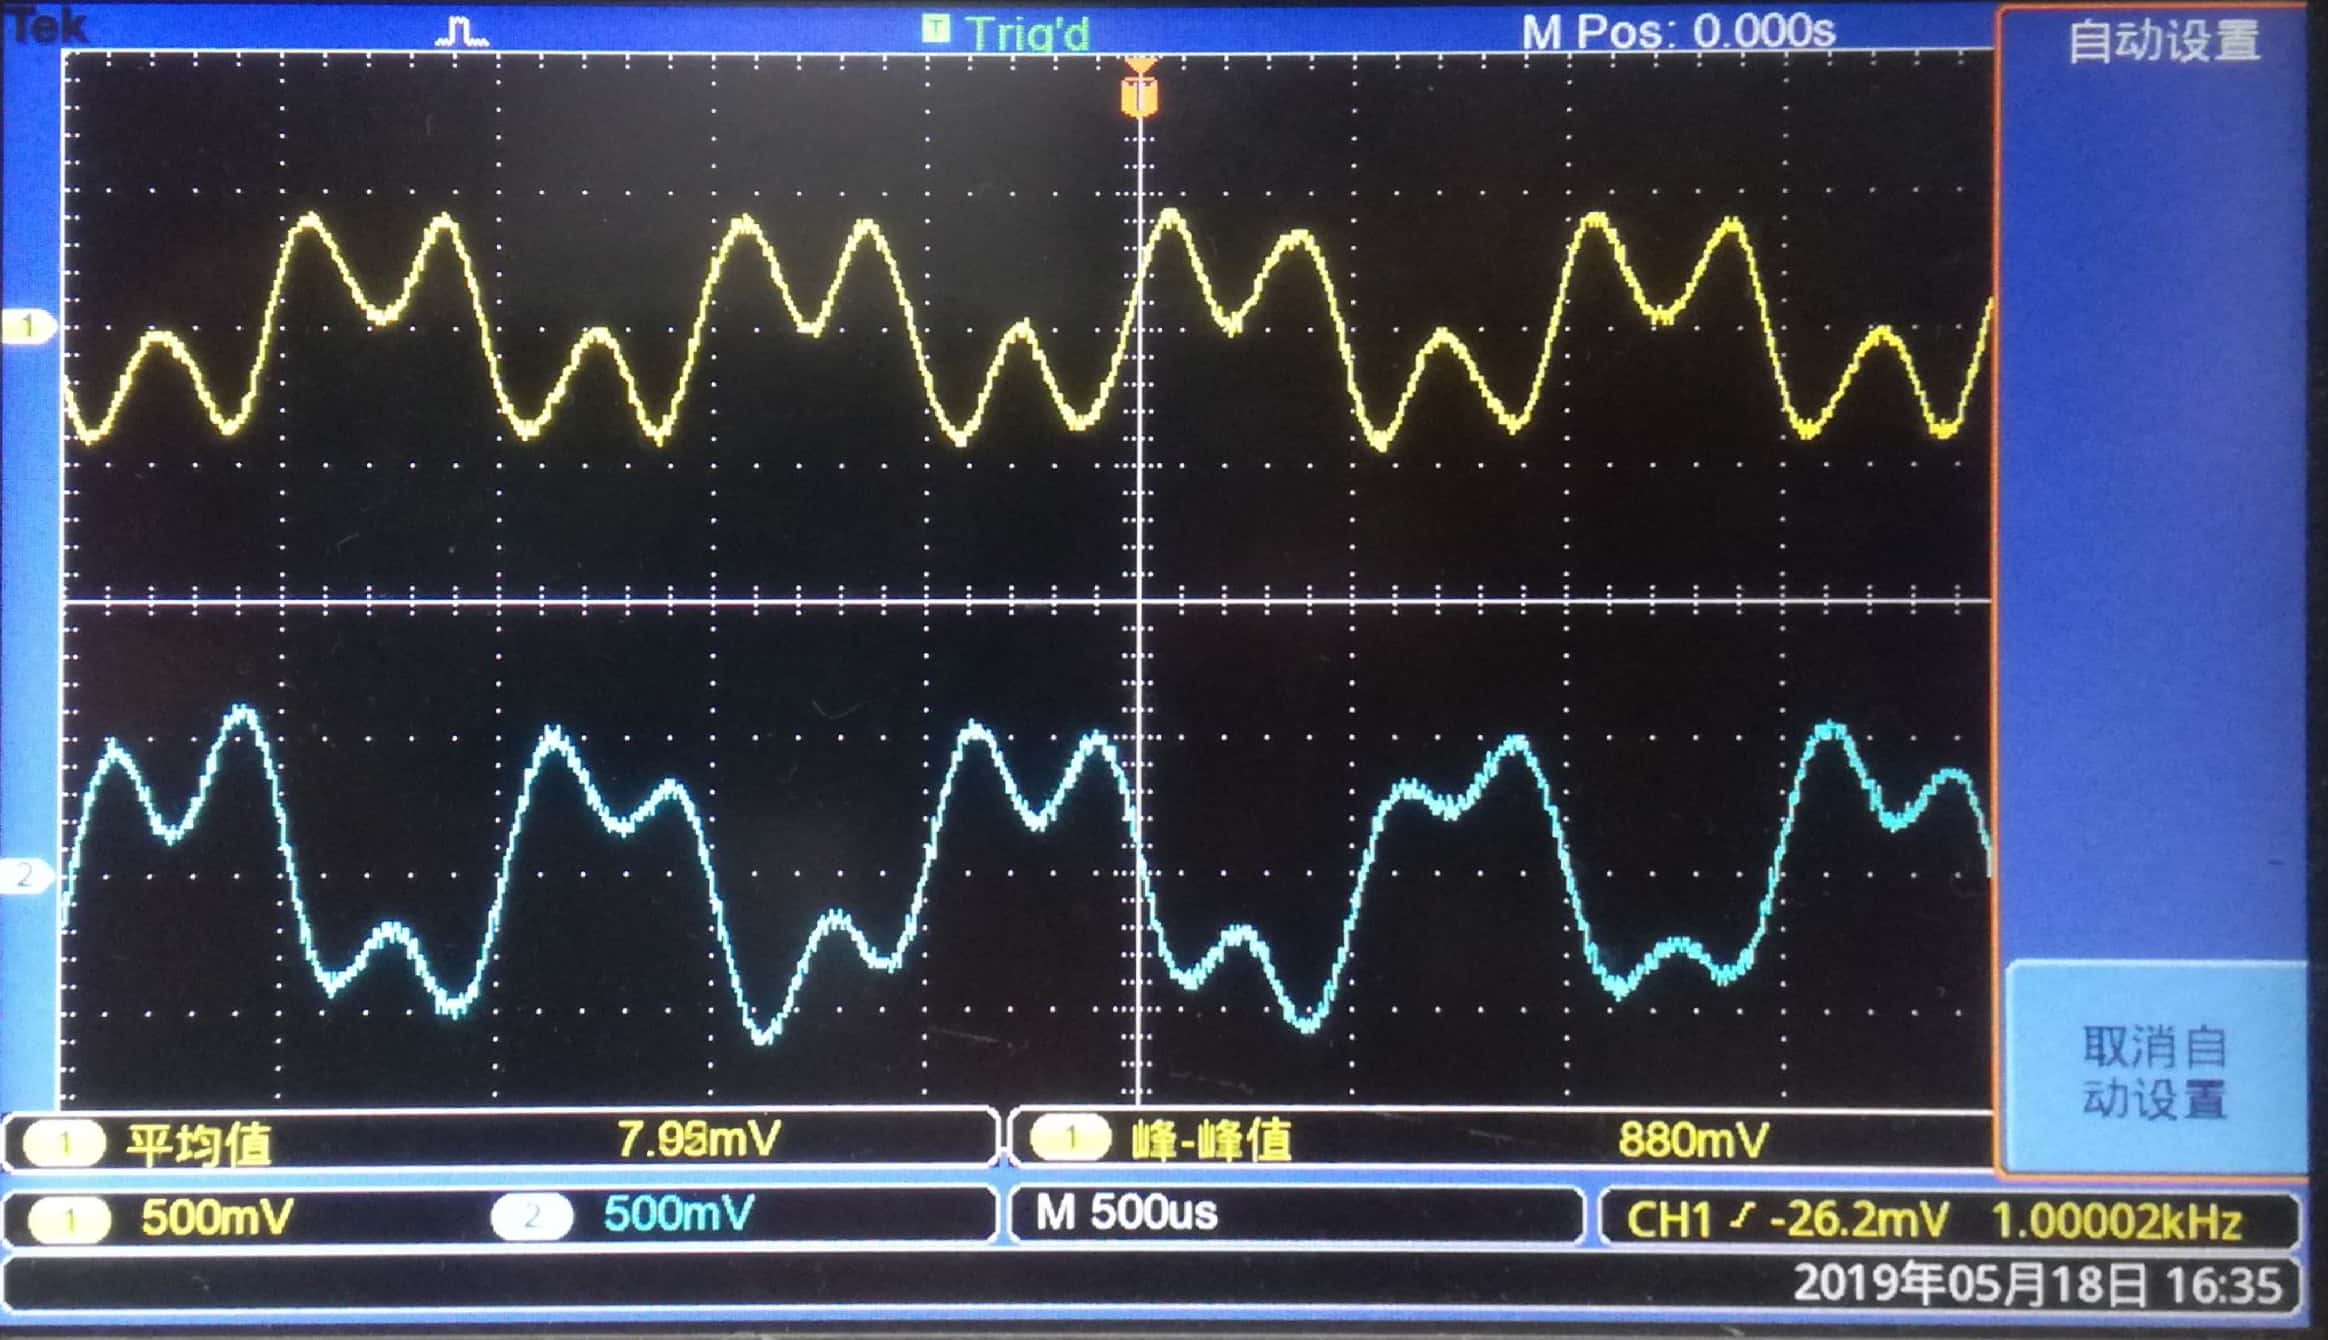 Tek
T Trig'd
M Pos: 0.000s
自动设置
T
1
2
取消自
动设置
1 平均值
1 峰-峰值 880mV
1 500mV 2 500mV
M 500us
CH1 -26.2mV 1.00002kHz
2019年05月18日 16:35